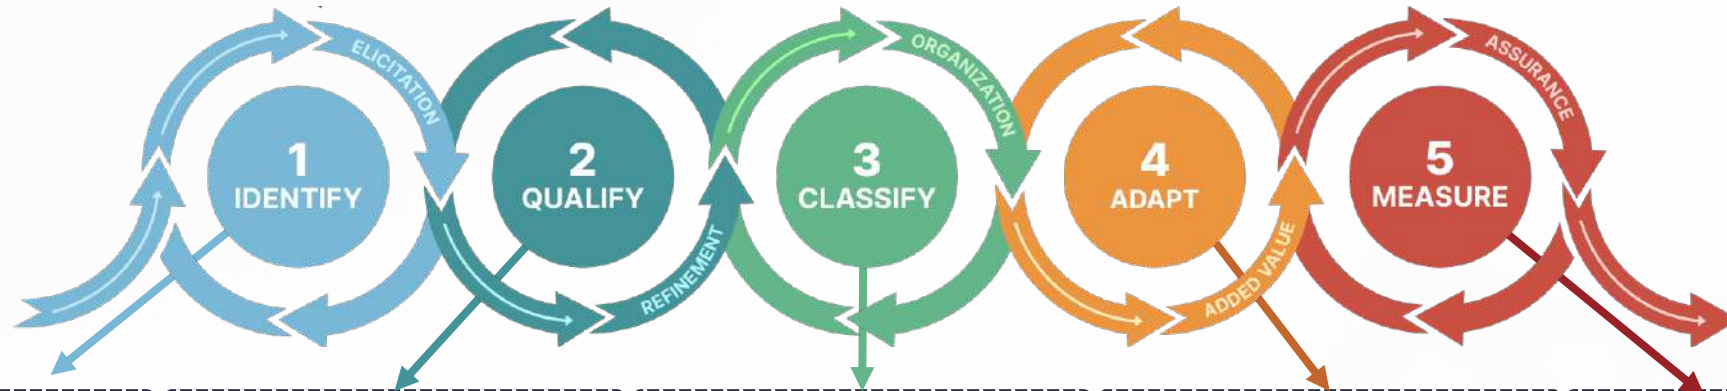 1
IDENTIFY
ELICITATION
2
QUALIFY
REFINEMENT
3
CLASSIFY
ORGANIZATION
4
ADAPT
ADDED VALUE
5
MEASURE
ASSURANCE